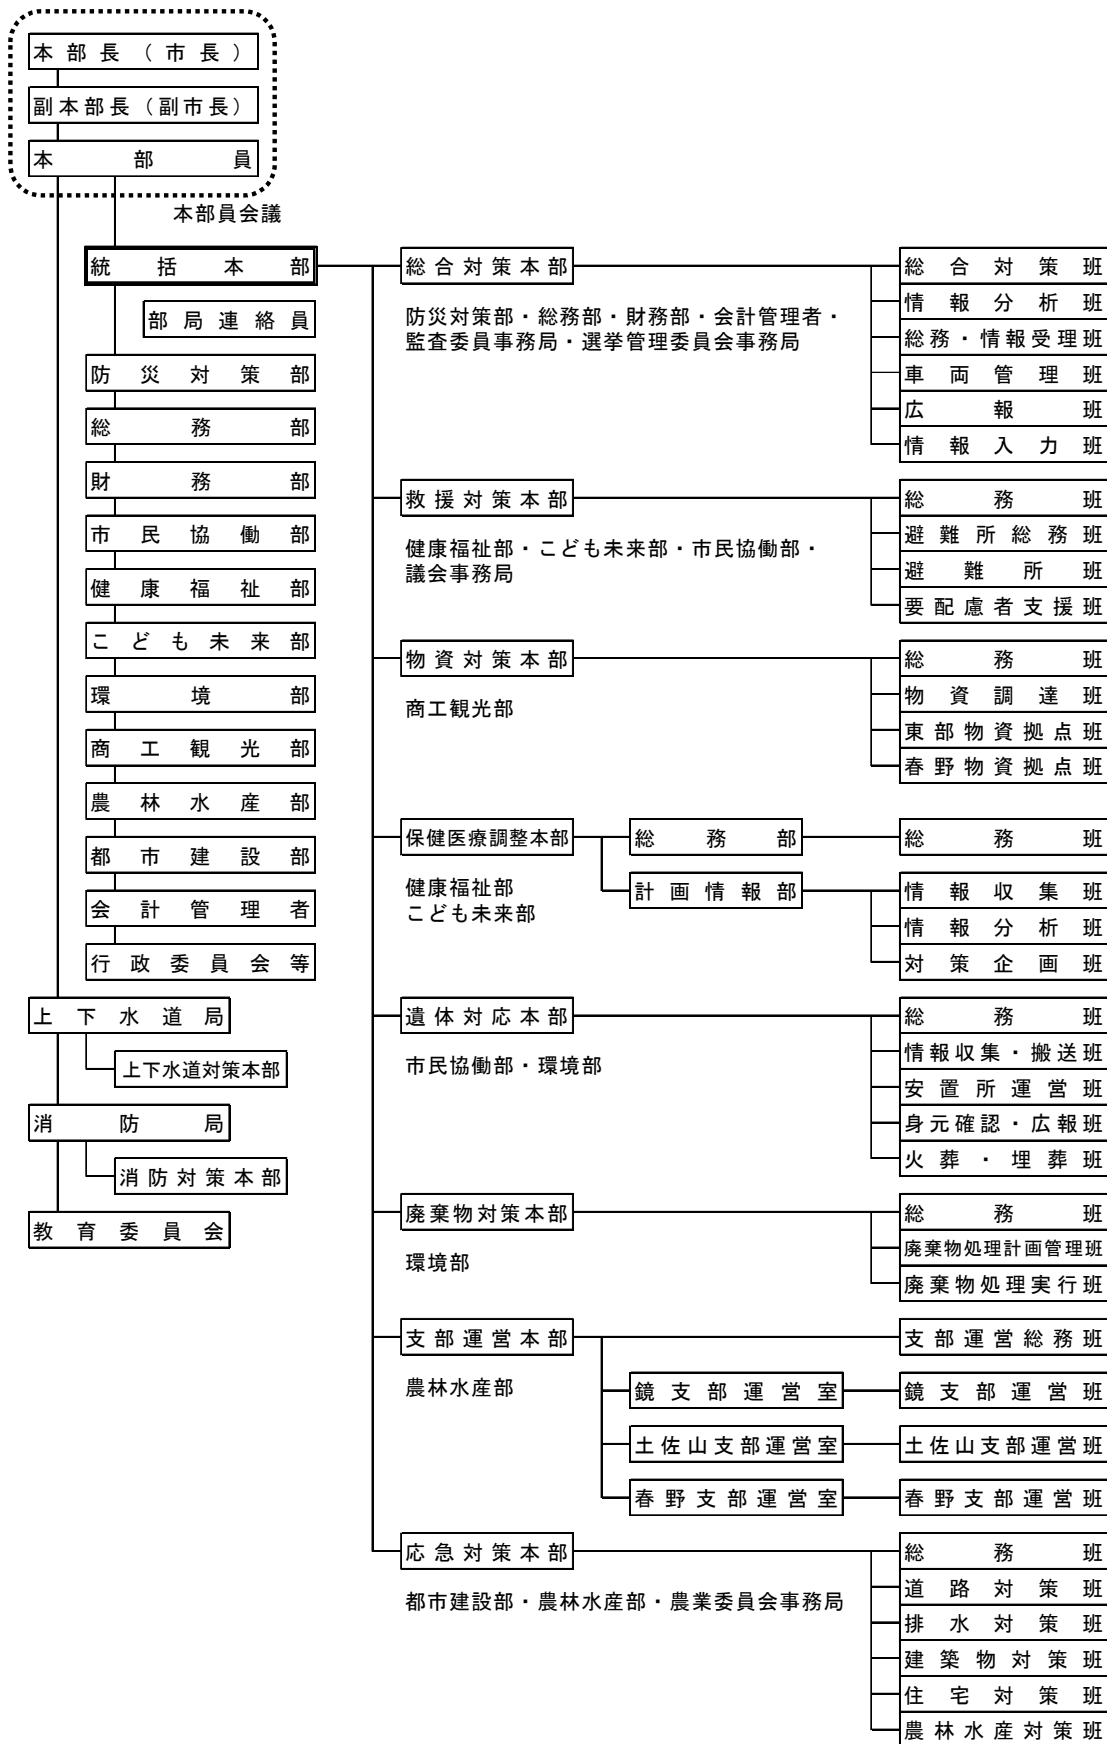 本部長（市長）
副本部長（副市長）
本部員
本部員会議
統括本部
部局連絡員
防災対策部
総務部
財務部
市民協働部
健康福祉部
こども未来部
環境部
商工観光部
農林水産部
都市建設部
会計管理者
行政委員会等
上下水道局
上下水道対策本部
消防局
消防対策本部
教育委員会
総合対策本部
防災対策部・総務部・財務部・会計管理者・
監査委員事務局・選挙管理委員会事務局
総合対策班
情報分析班
総務・情報受理班
車両管理班
広報班
情報入力班
救援対策本部
健康福祉部・こども未来部・市民協働部・
議会事務局
総務班
避難所総務班
避難所班
要配慮者支援班
物資対策本部
商工観光部
総務班
物資調達班
東部物資拠点班
春野物資拠点班
保健医療調整本部
健康福祉部
こども未来部
総務部
総務班
計画情報部
情報収集班
情報分析班
対策企画班
遺体対応本部
市民協働部・環境部
総務班
情報収集・搬送班
安置所運営班
身元確認・広報班
火葬・埋葬班
廃棄物対策本部
環境部
総務班
廃棄物処理計画管理班
廃棄物処理実行班
支部運営本部
農林水産部
支部運営総務班
鏡支部運営室
鏡支部運営班
土佐山支部運営室
土佐山支部運営班
春野支部運営室
春野支部運営班
応急対策本部
都市建設部・農林水産部・農業委員会事務局
総務班
道路対策班
排水対策班
建築物対策班
住宅対策班
農林水産対策班